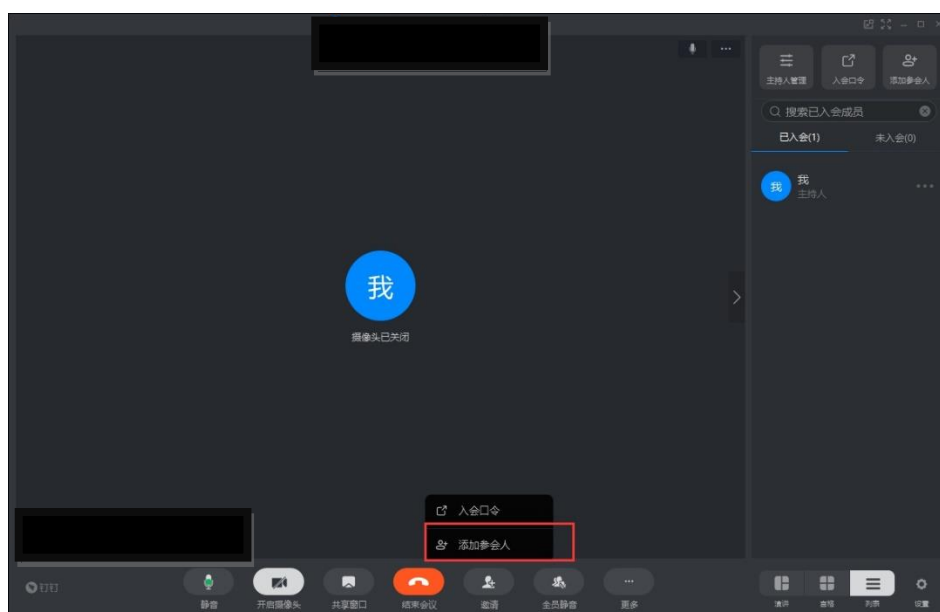 主持人管理
入会口令
添加参会人
搜索已入会成员
已入会(1)
未入会(0)
我
我
主持人
我
摄像头已关闭
入会口令
添加参会人
钉钉
静音
开启摄像头
共享窗口
结束会议
邀请
全员静音
更多
演讲
宫格
列表
设置